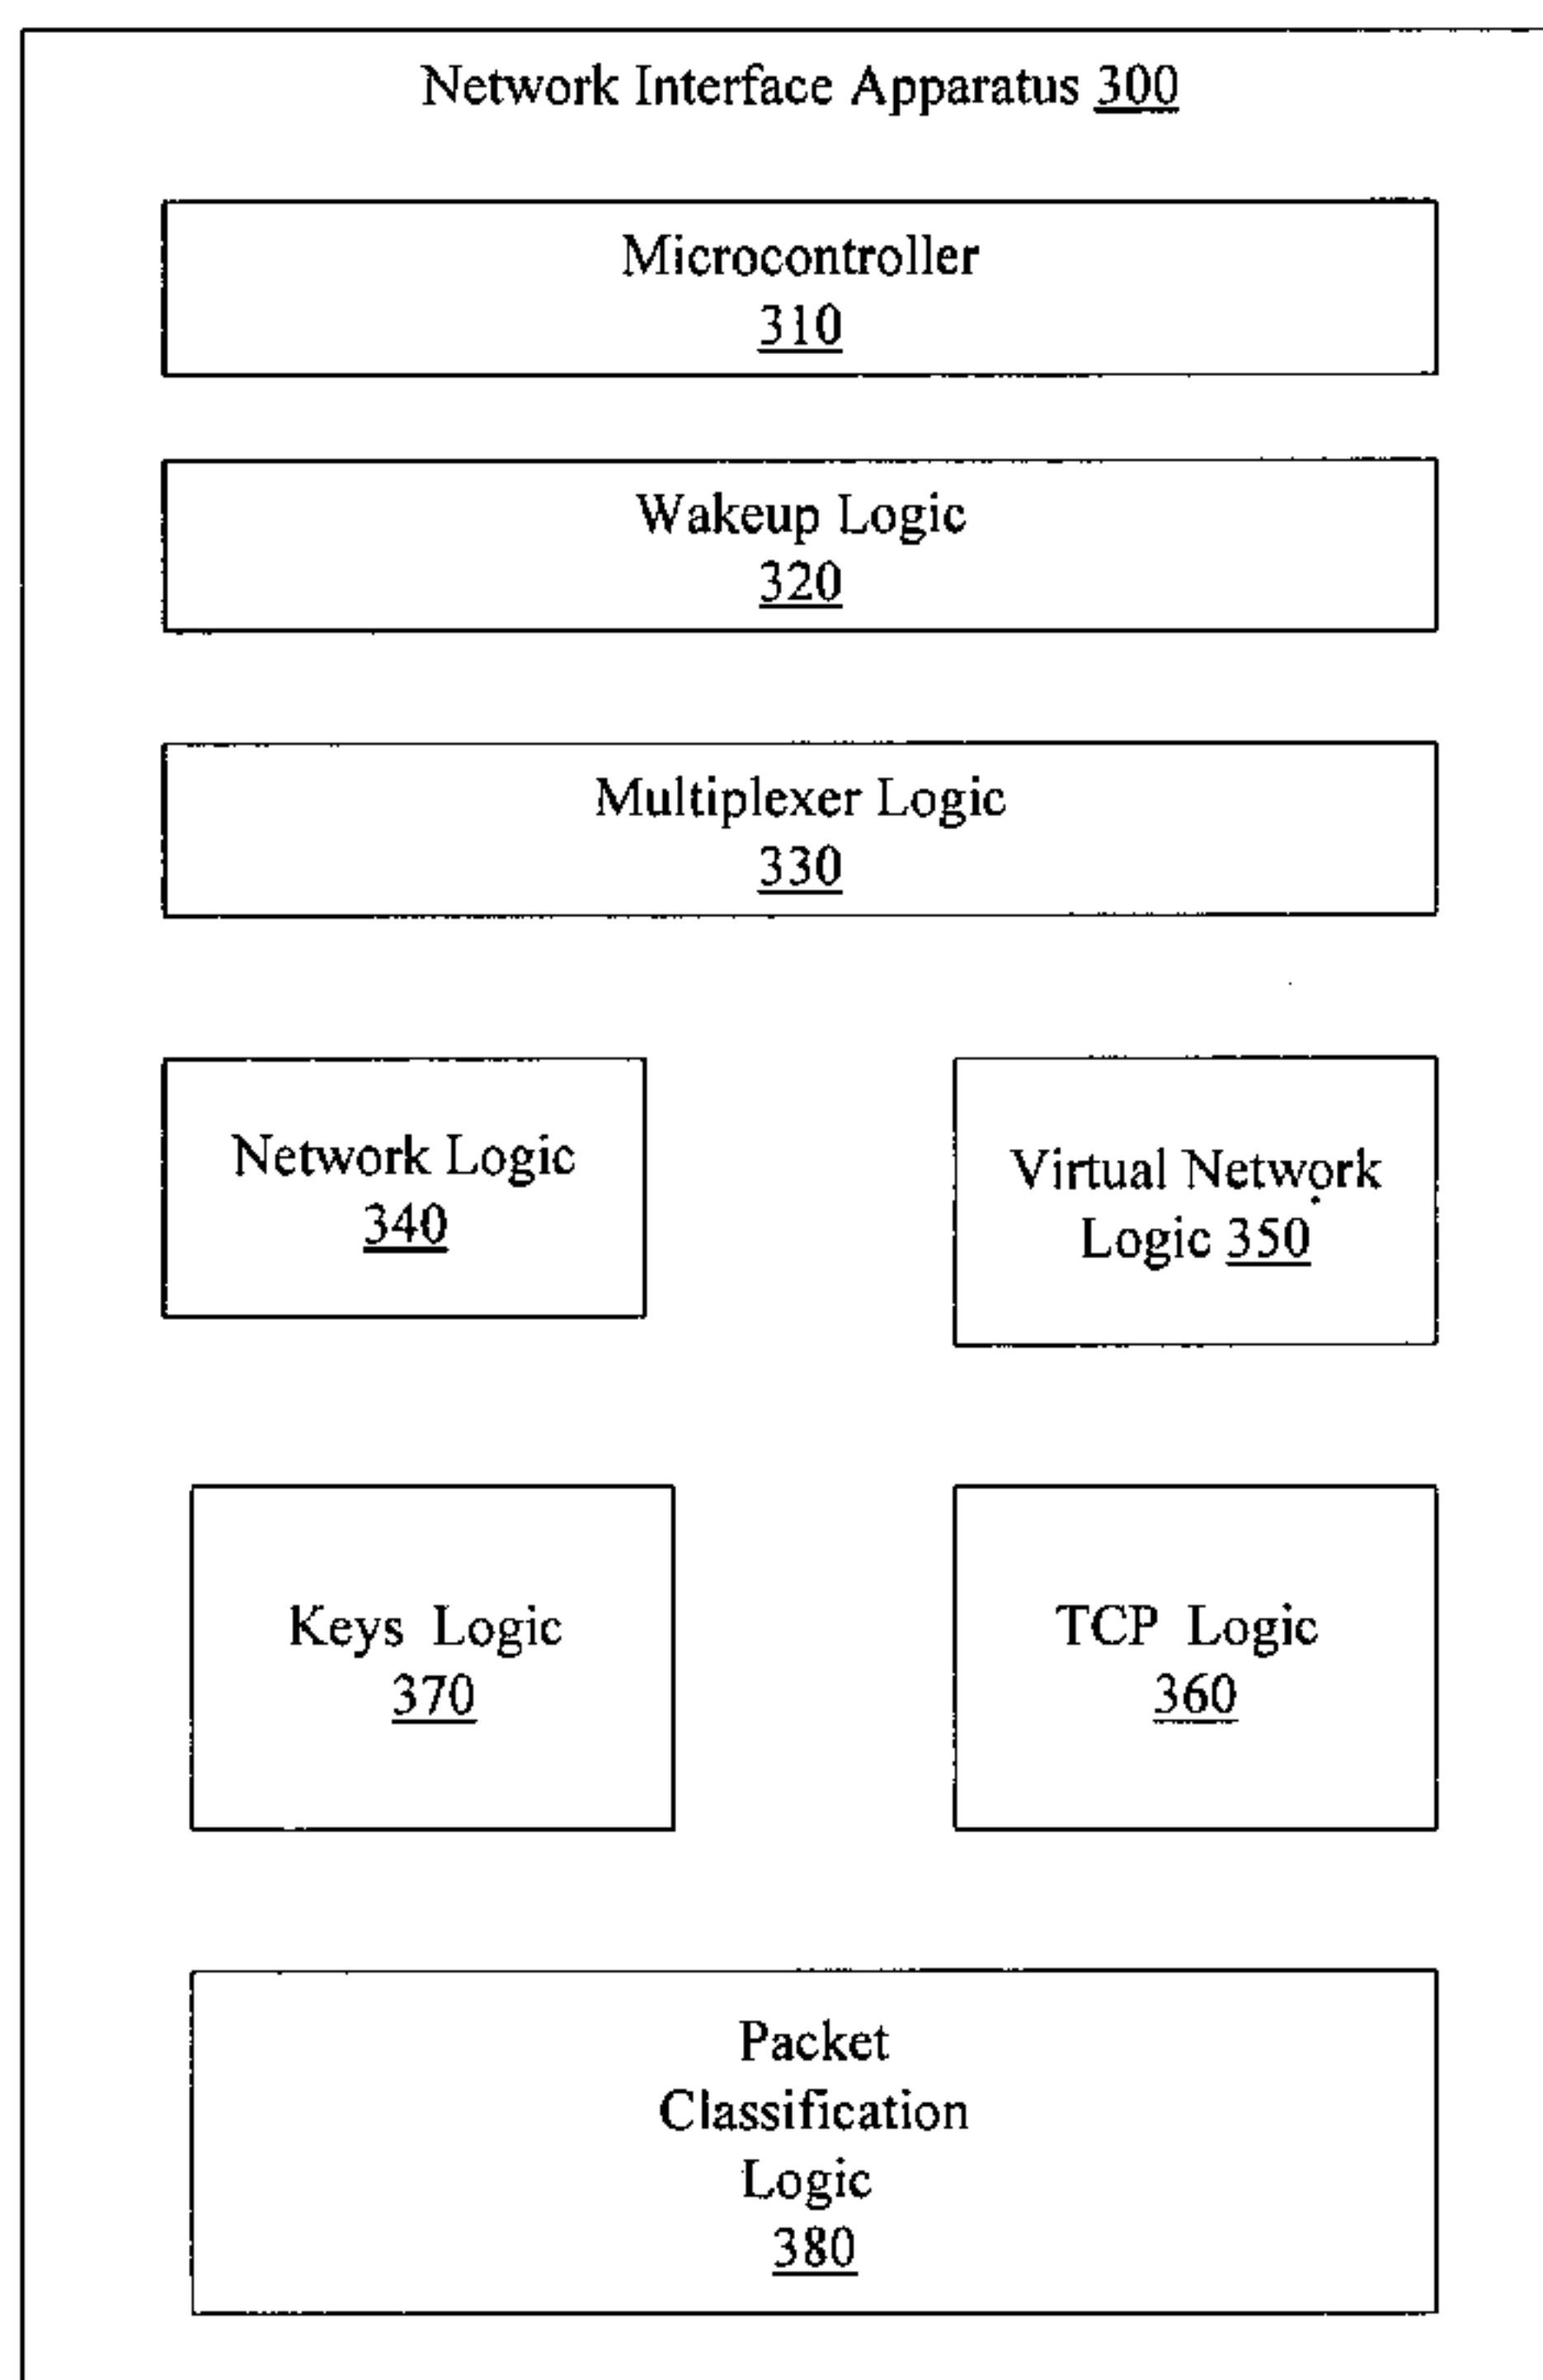 Network Interface Apparatus 300
Microcontroller
310
Wakeup Logic
320
Multiplexer Logic
330
Network Logic
340
Virtual Network
Logic 350
Keys Logic
370
TCP Logic
360
Packet
Classification
Logic
380